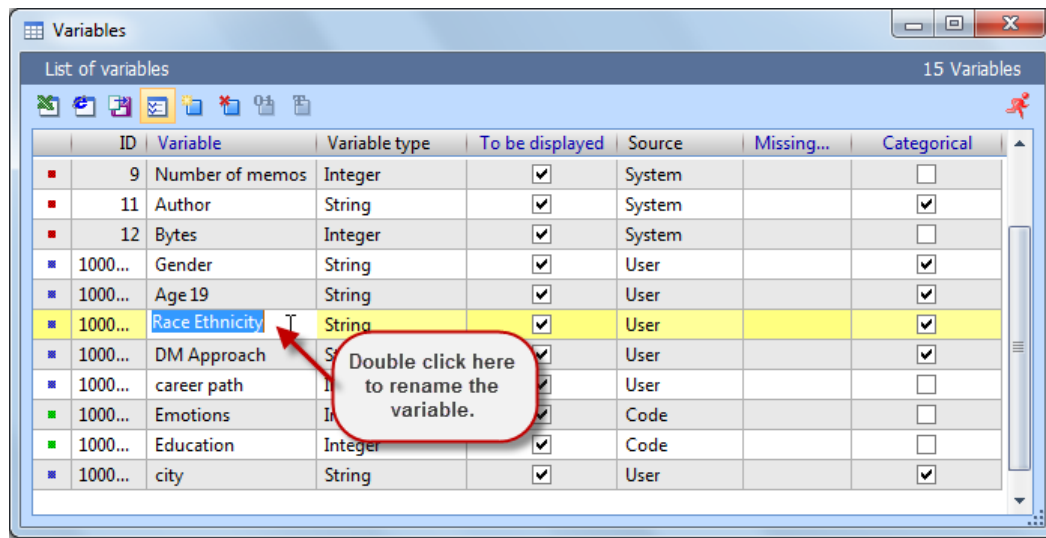 Variables
List of variables 15 Variables
ID Variable Variable type To be displayed Source Missing... Categorical
9 Number of memos Integer System
11 Author String System
12 Bytes Integer System
1000... Gender String User
1000... Age 19 String User
1000... Race Ethnicity String User
1000... DM Approach S User
1000... career path I User
1000... Emotions In Code
1000... Education Integer Code
1000... city String User
Double click here
to rename the
variable.